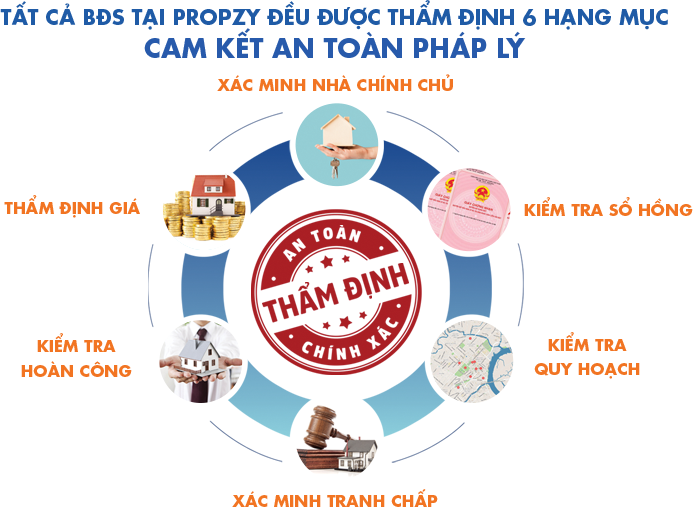 TẤT CẢ BĐS TẠI PROPZY ĐỀU ĐƯỢC THẨM ĐỊNH 6 HẠNG MỤC
CAM KẾT AN TOÀN PHÁP LÝ
XÁC MINH NHÀ CHÍNH CHỦ
THẨM ĐỊNH GIÁ
KIỂM TRA SỔ HỒNG
AN TOÀN
THẨM ĐỊNH
CHÍNH XÁC
KIỂM TRA
HOÀN CÔNG
KIỂM TRA
QUY HOẠCH
XÁC MINH TRANH CHẤP